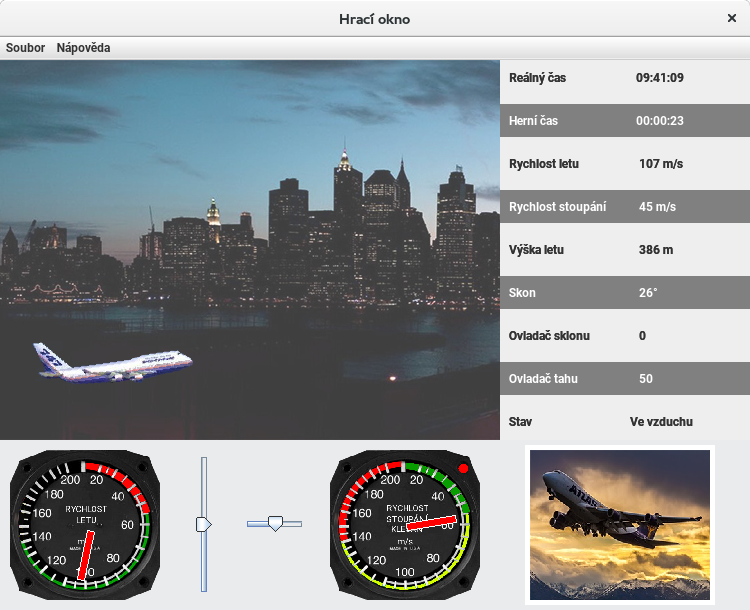 Hrací okno
Soubor Nápověda
Reálný čas 09:41:09
Herní čas 00:00:23
Rychlost letu 107 m/s
Rychlost stoupání 45 m/s
Výška letu 386 m
Skon 26°
Ovladač sklonu 0
Ovladač tahu 50
Stav Ve vzduchu
747
200 20
180 40
RYCHLOST
LETU
160 60
140 80
120
MADE IN U.S.A
200 20
180 40
RYCHLOST
STOUPÁNÍ
160
m/s
MADE IN U.S.A
140 80
120 100